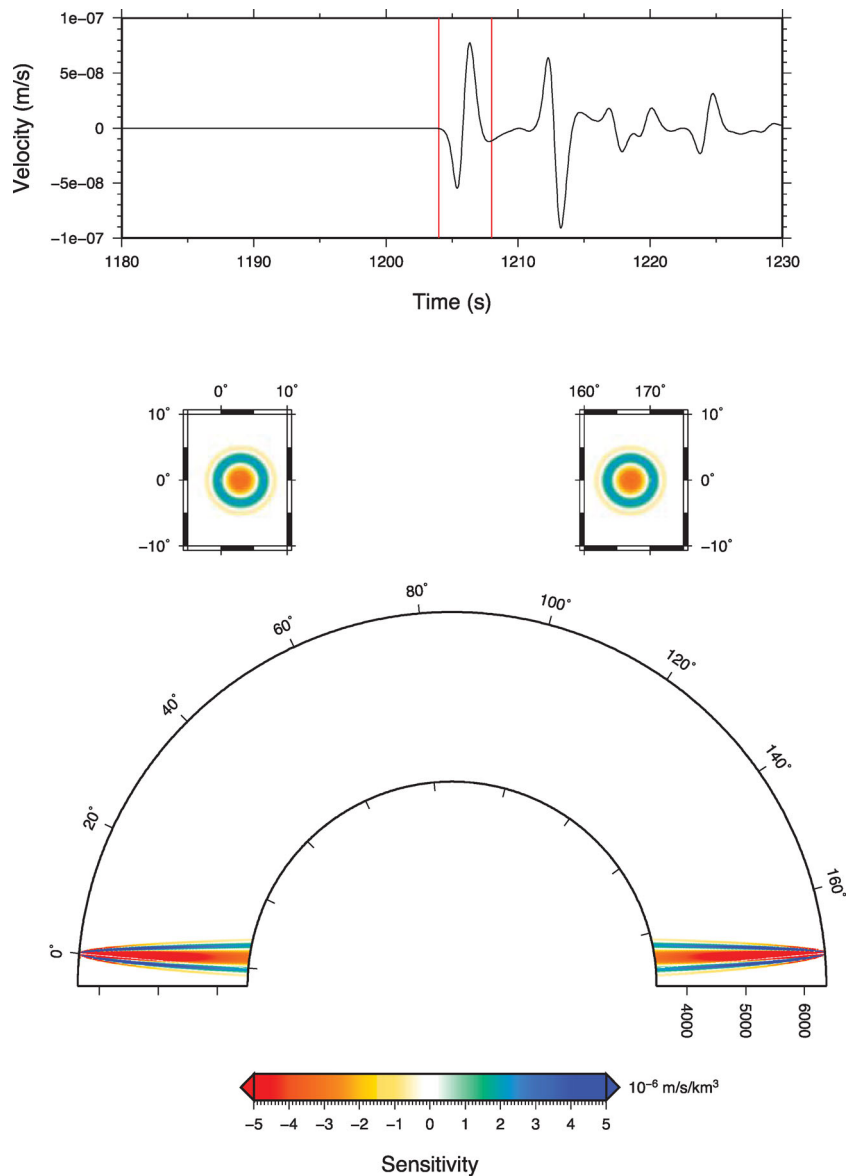 1e−07
5e−08
0
−5e−08
−1e−07
Velocity (m/s)
1180 1190 1200 1210 1220 1230
Time (s)
0° 10°
10°
0°
−10°
160° 170°
10°
0°
−10°
0°
20°
40°
60°
80°
100°
120°
140°
160°
4000
5000
6000
10⁻⁶ m/s/km³
−5 −4 −3 −2 −1 0 1 2 3 4 5
Sensitivity